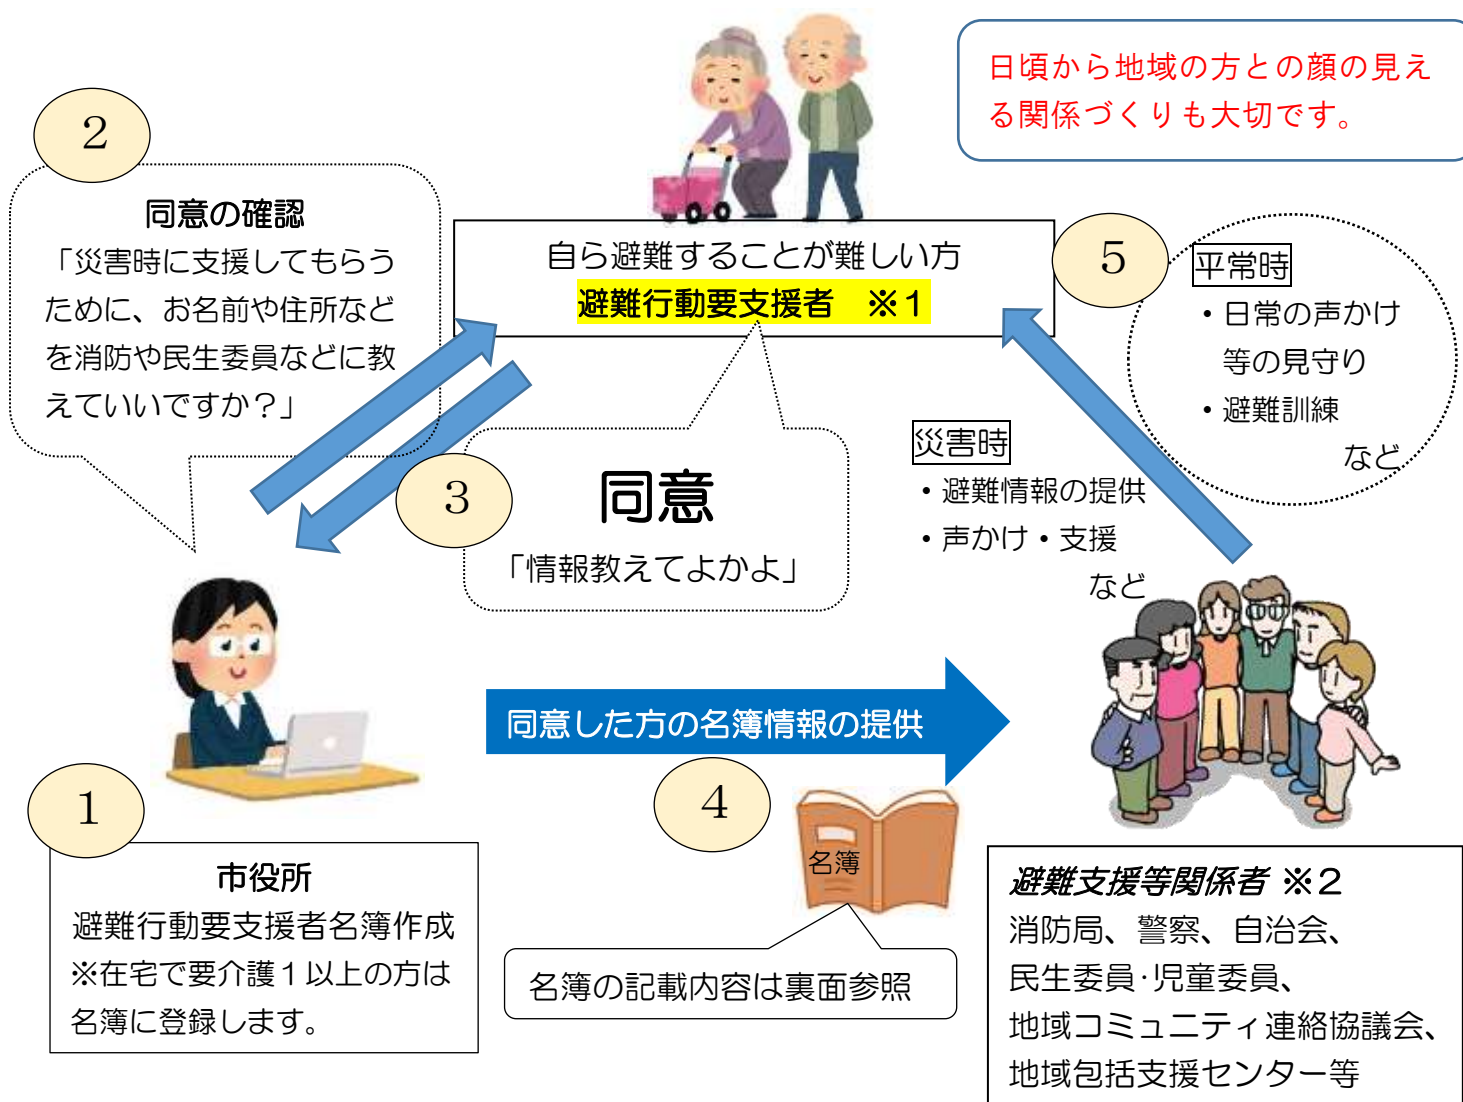 日頃から地域の方との顔の見え
る関係づくりも大切です。
2
同意の確認
「災害時に支援してもらう
ために、お名前や住所など
を消防や民生委員などに教
えていいですか？」
自ら避難することが難しい方
避難行動要支援者　※１
5
平常時
・日常の声かけ
等の見守り
・避難訓練
など
災害時
・避難情報の提供
・声かけ・支援
など
3
同意
「情報教えてよかよ」
同意した方の名簿情報の提供
1
市役所
避難行動要支援者名簿作成
※在宅で要介護１以上の方は
名簿に登録します。
4
名簿
名簿の記載内容は裏面参照
避難支援等関係者 ※２
消防局、警察、自治会、
民生委員･児童委員、
地域コミュニティ連絡協議会、
地域包括支援センター等